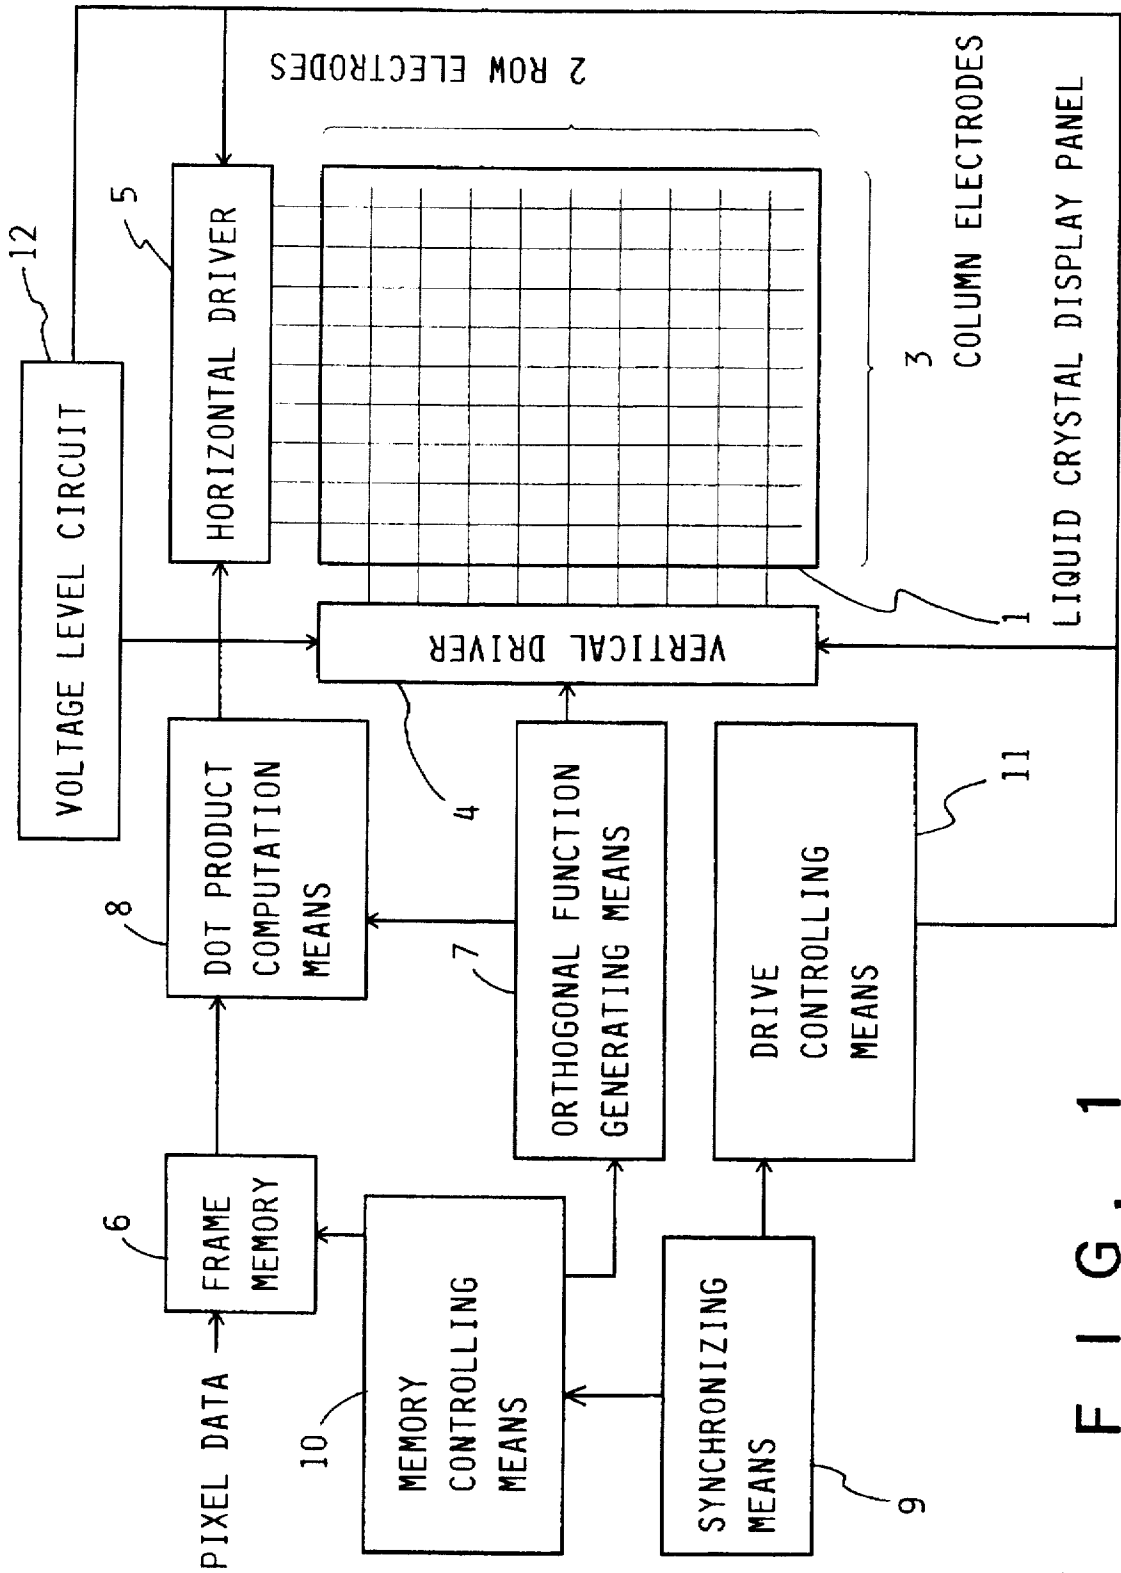 12
VOLTAGE LEVEL CIRCUIT
5
HORIZONTAL DRIVER
2 ROW ELECTRODES
8
DOT PRODUCT
COMPUTATION
MEANS
6
FRAME
MEMORY
PIXEL DATA
4
VERTICAL DRIVER
3
COLUMN ELECTRODES
1
LIQUID CRYSTAL DISPLAY PANEL
7
ORTHOGONAL FUNCTION
GENERATING MEANS
10
MEMORY
CONTROLLING
MEANS
11
DRIVE
CONTROLLING
MEANS
9
SYNCHRONIZING
MEANS
FIG. 1